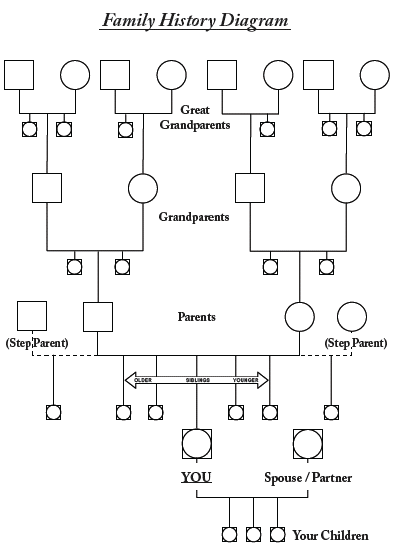 Family History Diagram
Great
Grandparents
Grandparents
Parents
(Step Parent)
(Step Parent)
OLDER SIBLINGS YOUNGER
YOU
Spouse / Partner
Your Children